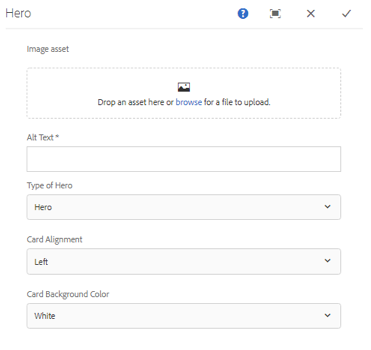 Hero
Image asset
Drop an asset here or browse for a file to upload.
Alt Text *
Type of Hero
Hero
Card Alignment
Left
Card Background Color
White